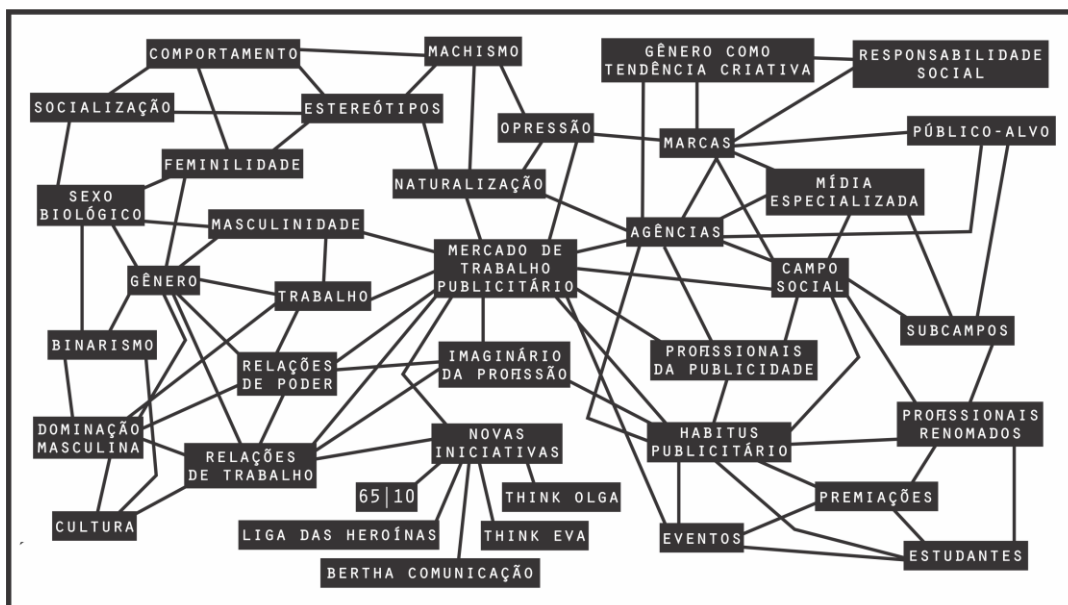 COMPORTAMENTO
MACHISMO
GÊNERO COMO
TENDÊNCIA CRIATIVA
RESPONSABILIDADE
SOCIAL
SOCIALIZAÇÃO
ESTEREÓTIPOS
OPRESSÃO
MARCAS
PÚBLICO-ALVO
FEMINILIDADE
NATURALIZAÇÃO
MÍDIA
ESPECIALIZADA
SEXO
BIOLÓGICO
MASCULINIDADE
AGÊNCIAS
MERCADO DE
TRABALHO
PUBLICITÁRIO
GÊNERO
TRABALHO
CAMPO
SOCIAL
SUBCAMPOS
BINARISMO
RELAÇÕES
DE PODER
IMAGINÁRIO
DA PROFISSÃO
PROFISSIONAIS
DA PUBLICIDADE
DOMINAÇÃO
MASCULINA
RELAÇÕES
DE TRABALHO
NOVAS
INICIATIVAS
HABITUS
PUBLICITÁRIO
PROFISSIONAIS
RENOMADOS
65|10
THINK OLGA
PREMIAÇÕES
CULTURA
LIGA DAS HEROÍNAS
THINK EVA
EVENTOS
ESTUDANTES
BERTHA COMUNICAÇÃO